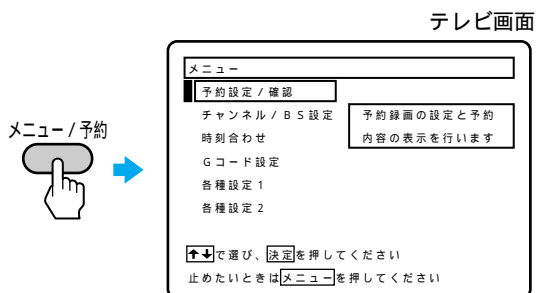 テレビ画面
メニュー / 予約
メニュー
予約設定 / 確認
チャンネル / BS設定
時刻合わせ
Gコード設定
各種設定1
各種設定2
予約録画の設定と予約
内容の表示を行います
↑↓で選び、決定を押してください
止めたいときはメニューを押してください